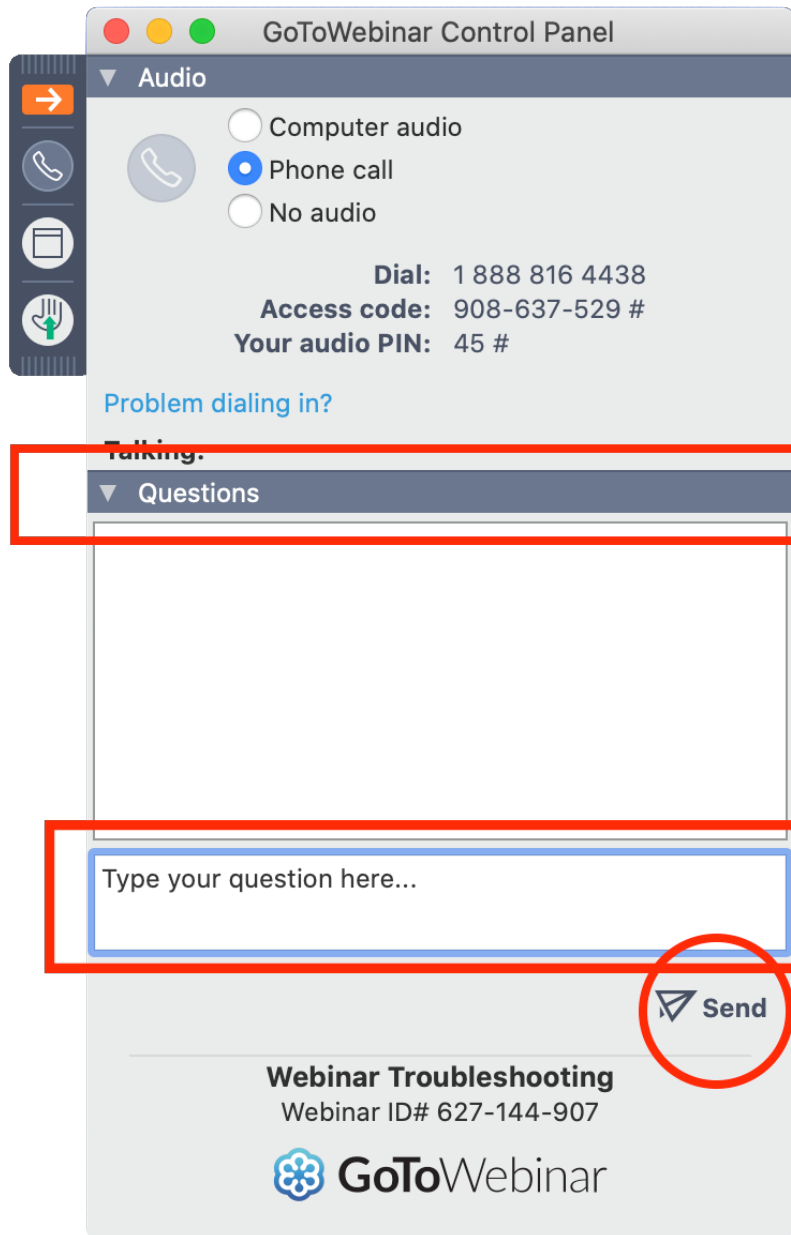 GoToWebinar Control Panel
Audio
Computer audio
Phone call
No audio
Dial: 1 888 816 4438
Access code: 908-637-529 #
Your audio PIN: 45 #
Problem dialing in?
Talking:
Questions
Type your question here...
Send
Webinar Troubleshooting
Webinar ID# 627-144-907
GoToWebinar